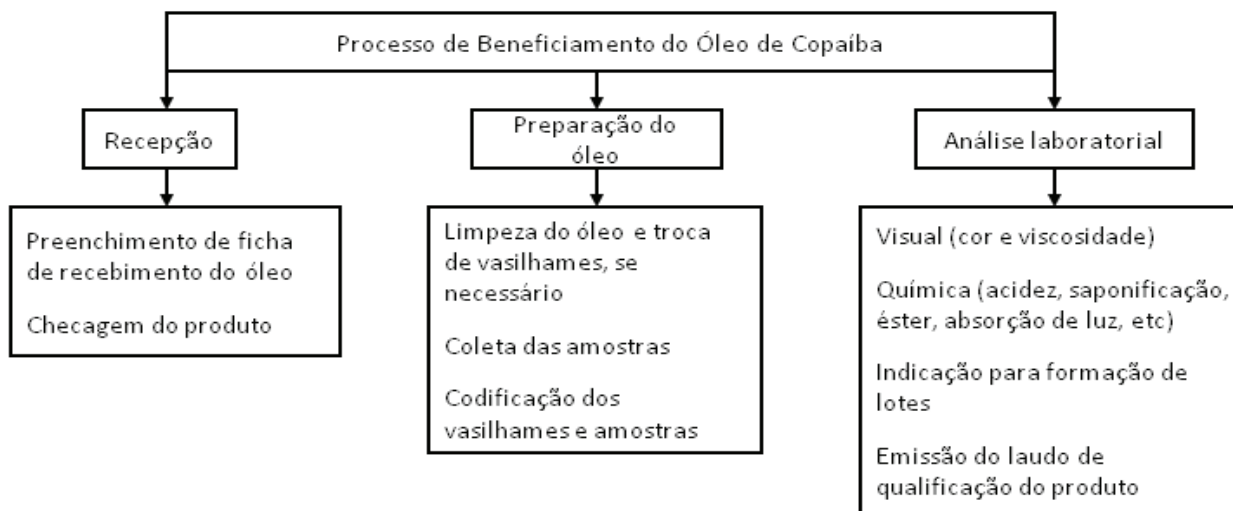 Processo de Beneficiamento do Óleo de Copaíba
Recepção
Preenchimento de ficha
de recebimento do óleo
Checagem do produto
Preparação do
óleo
Limpeza do óleo e troca
de vasilhames, se
necessário
Coleta das amostras
Codificação dos
vasilhames e amostras
Análise laboratorial
Visual (cor e viscosidade)
Química (acidez, saponificação,
éster, absorção de luz, etc)
Indicação para formação de
lotes
Emissão do laudo de
qualificação do produto